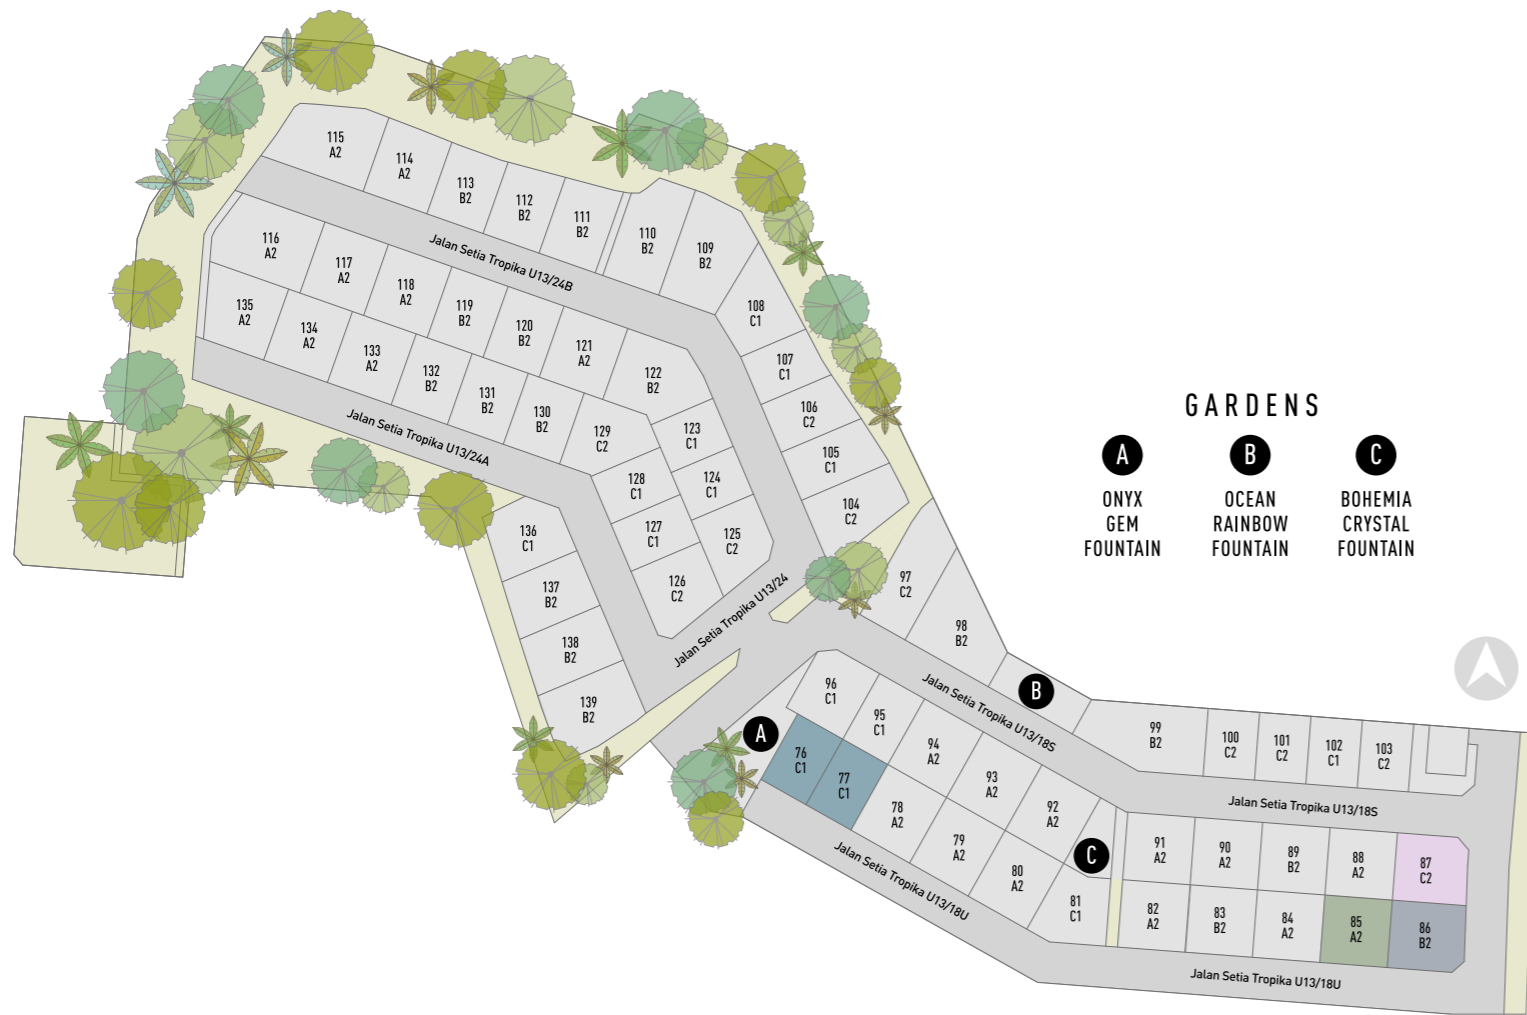 115
A2
114
A2
113
B2
112
B2
111
B2
110
B2
109
B2
108
C1
107
C1
106
C2
105
C1
104
C2
Jalan Setia Tropika U13/24B
116
A2
117
A2
118
A2
119
B2
120
B2
121
A2
122
B2
123
C1
124
C1
125
C2
135
A2
134
A2
133
A2
132
B2
131
B2
130
B2
129
C2
128
C1
127
C1
126
C2
Jalan Setia Tropika U13/24A
136
C1
137
B2
138
B2
139
B2
Jalan Setia Tropika U13/24
97
C2
98
B2
B
99
B2
100
C2
101
C2
102
C1
103
C2
Jalan Setia Tropika U13/18S
Jalan Setia Tropika U13/18S
A
96
C1
95
C1
94
A2
93
A2
92
A2
C
91
A2
90
A2
89
B2
88
A2
87
C2
76
C1
77
C1
78
A2
79
A2
80
A2
81
C1
82
A2
83
B2
84
A2
85
A2
86
B2
Jalan Setia Tropika U13/18U
Jalan Setia Tropika U13/18U
GARDENS
A
ONYX
GEM
FOUNTAIN
B
OCEAN
RAINBOW
FOUNTAIN
C
BOHEMIA
CRYSTAL
FOUNTAIN